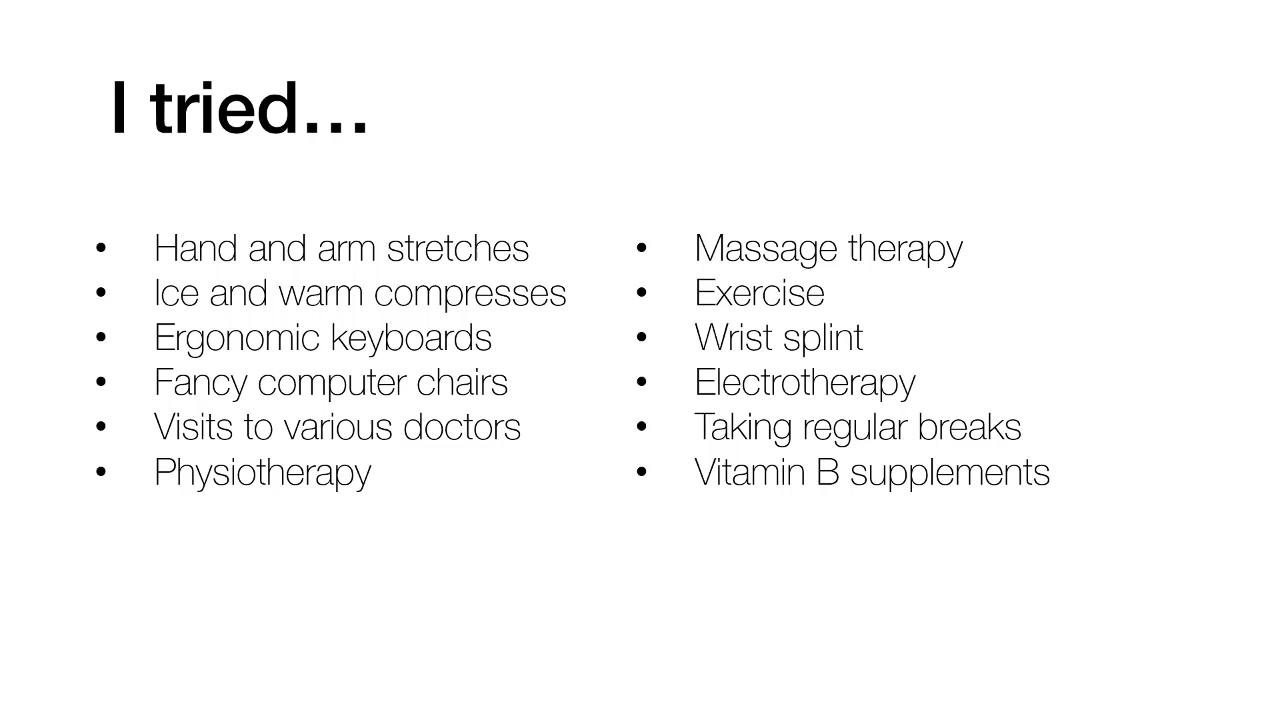 I tried…
• Hand and arm stretches
• Ice and warm compresses
• Ergonomic keyboards
• Fancy computer chairs
• Visits to various doctors
• Physiotherapy
• Massage therapy
• Exercise
• Wrist splint
• Electrotherapy
• Taking regular breaks
• Vitamin B supplements